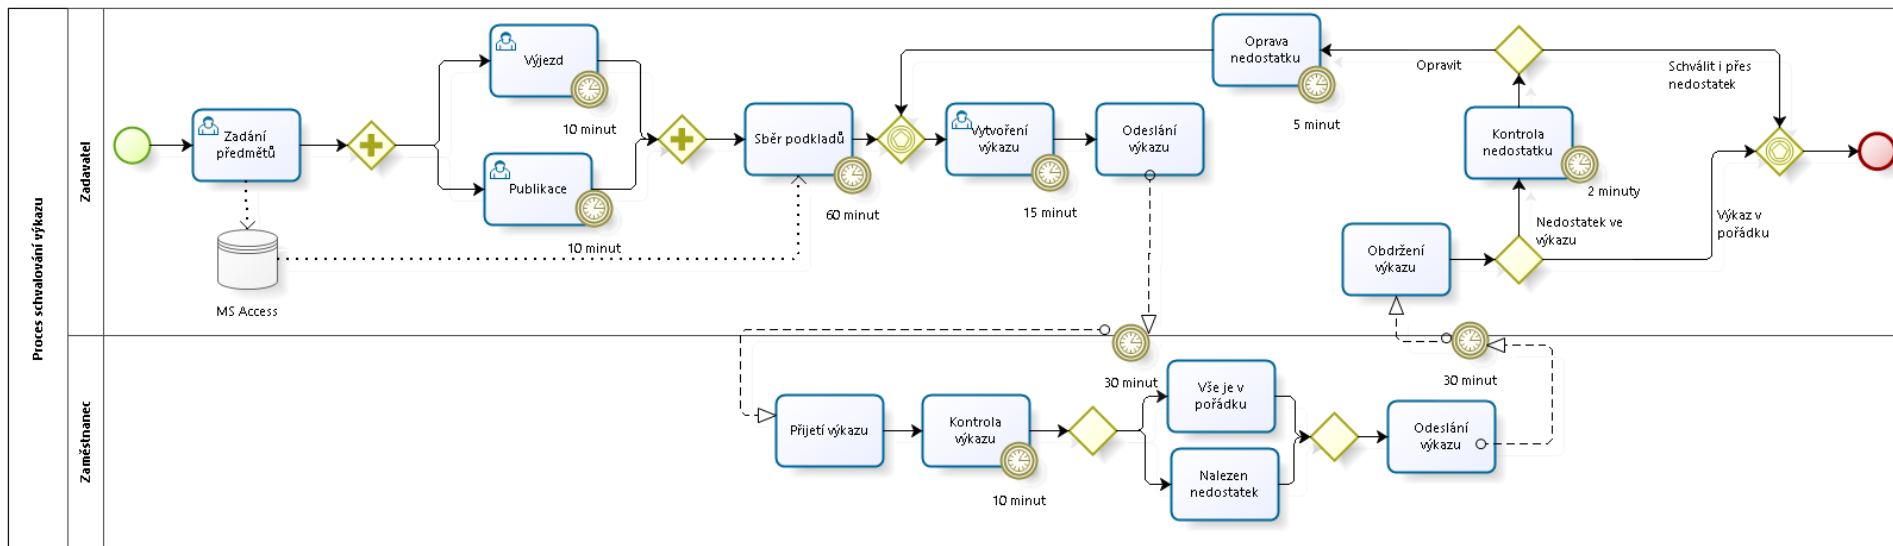 Proces schvalování výkazu
Zadavatel
Zadání
předmětů
MS Access
Výjezd
10 minut
Publikace
10 minut
Sběr podkladů
60 minut
Vytvoření
výkazu
15 minut
Odeslání
výkazu
Oprava
nedostatku
5 minut
Opravit
Schválit i přes
nedostatek
Kontrola
nedostatku
2 minuty
Nedostatek ve
výkazu
Výkaz v
pořádku
Obdržení
výkazu
Zaměstnanec
30 minut
30 minut
Přijetí výkazu
Kontrola
výkazu
10 minut
Vše je v
pořádku
Nalezen
nedostatek
Odeslání
výkazu